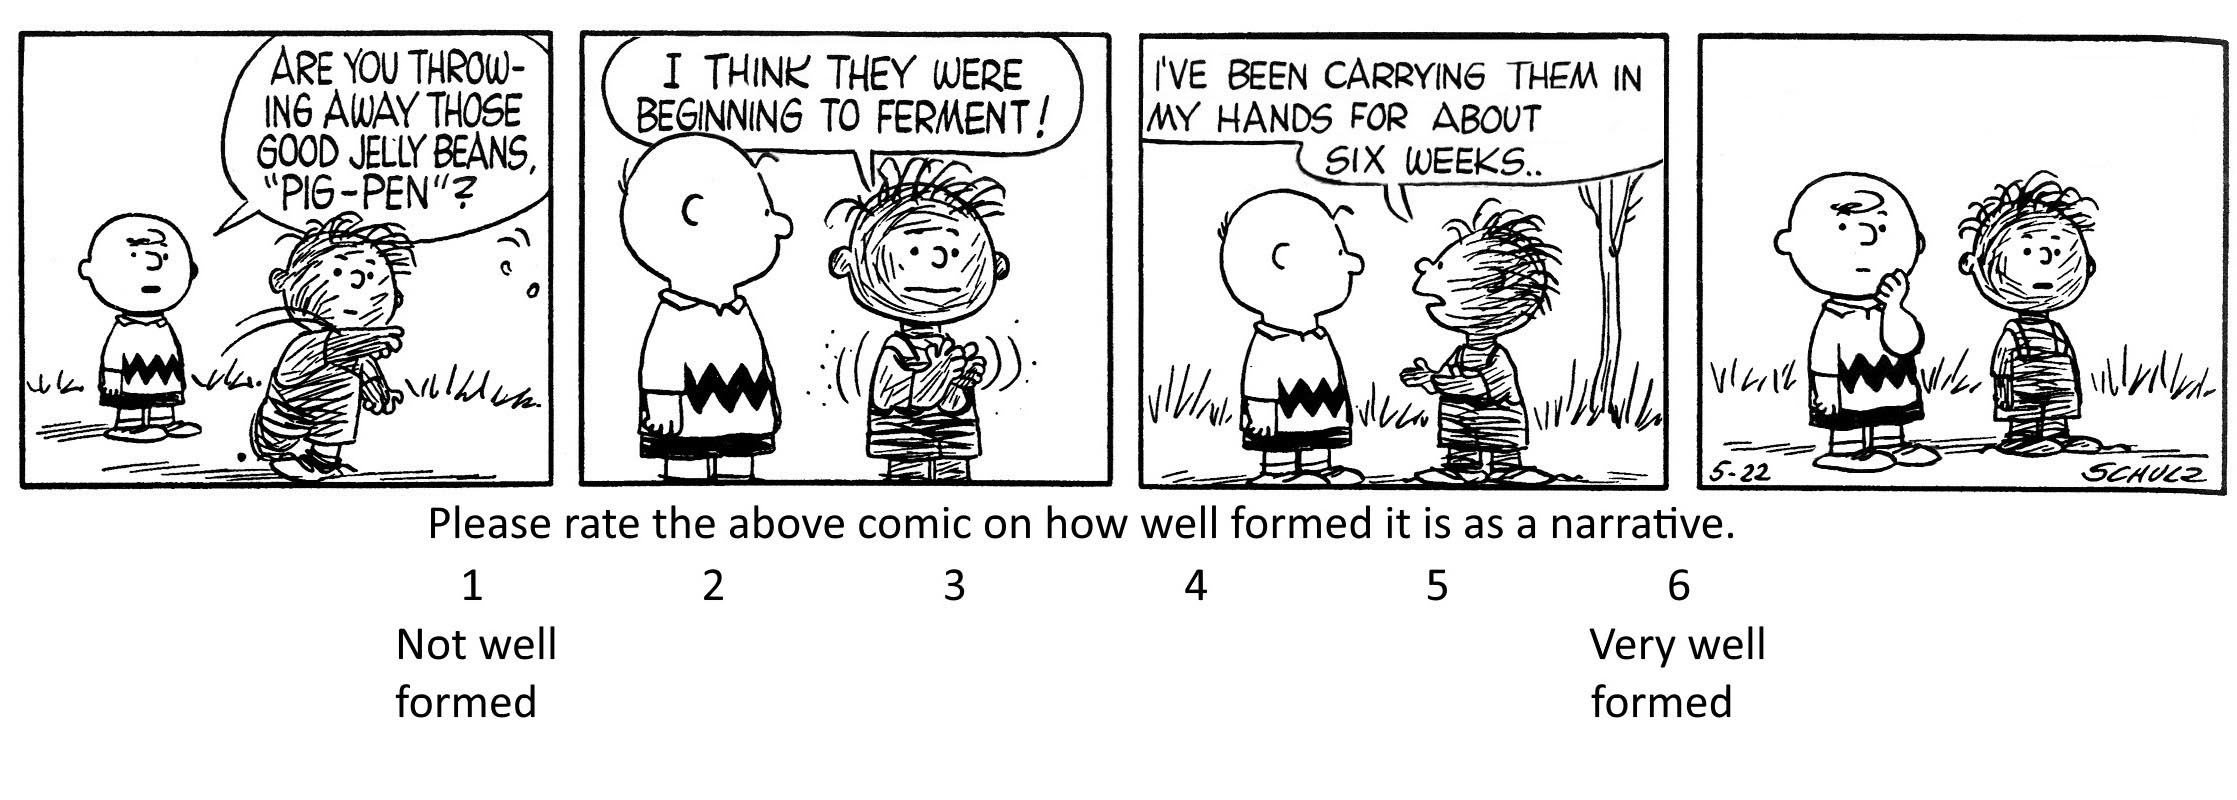 ARE YOU THROW-
ING AWAY THOSE
GOOD JELLY BEANS,
"PIG-PEN"?
I THINK THEY WERE
BEGINNING TO FERMENT!
I'VE BEEN CARRYING THEM IN
MY HANDS FOR ABOUT
SIX WEEKS..
5-22
SCHULZ
Please rate the above comic on how well formed it is as a narrative.
1 2 3 4 5 6
Not well
formed
Very well
formed